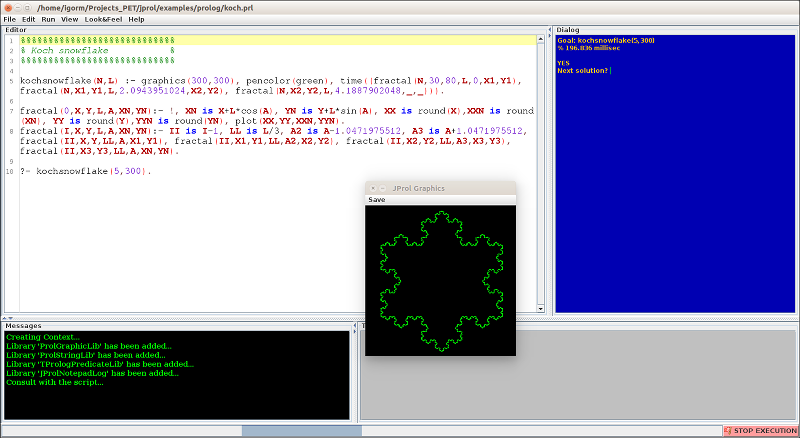 /home/igorm/Projects_PET/jprol/examples/prolog/koch.prl
File Edit Run View Look&Feel Help
Editor
1 %%%%%%%%%%%%%%%%%%%%%%%%%%%%
2 % Koch snowflake %
3 %%%%%%%%%%%%%%%%%%%%%%%%%%%%
4
5 kochsnowflake(N,L) :- graphics(300,300), pencolor(green), time((fractal(N,30,80,L,0,X1,Y1),
fractal(N,X1,Y1,L,2.0943951024,X2,Y2), fractal(N,X2,Y2,L,4.1887902048,_,_))).
6
7 fractal(0,X,Y,L,A,XN,YN):- !, XN is X+L*cos(A), YN is Y+L*sin(A), XX is round(X),XXN is round
(XN), YY is round(Y),YYN is round(YN), plot(XX,YY,XXN,YYN).
8 fractal(I,X,Y,L,A,XN,YN):- II is I-1, LL is L/3, A2 is A-1.0471975512, A3 is A+1.0471975512,
fractal(II,X,Y,LL,A,X1,Y1), fractal(II,X1,Y1,LL,A2,X2,Y2), fractal(II,X2,Y2,LL,A3,X3,Y3),
fractal(II,X3,Y3,LL,A,XN,YN).
9
10 ?- kochsnowflake(5,300).
Dialog
Goal: kochsnowflake(5,300)
% 196.836 millisec
YES
Next solution?
JProl Graphics
Save
Messages
Creating Context...
Library 'ProlGraphicLib' has been added...
Library 'ProlStringLib' has been added...
Library 'TPrologPredicateLib' has been added...
Library 'JProlNotepadLog' has been added...
Consult with the script...
STOP EXECUTION